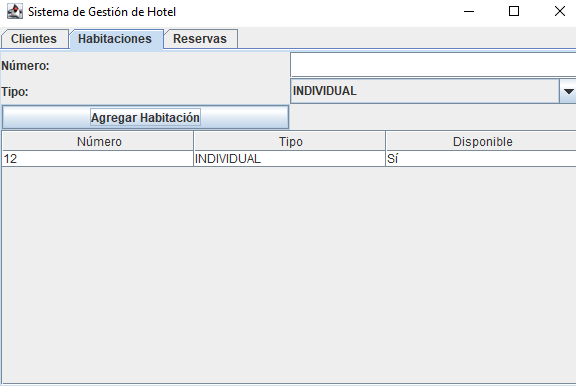 Sistema de Gestión de Hotel
Clientes Habitaciones Reservas
Número:
Tipo: INDIVIDUAL
Agregar Habitación
Número Tipo Disponible
12 INDIVIDUAL Sí